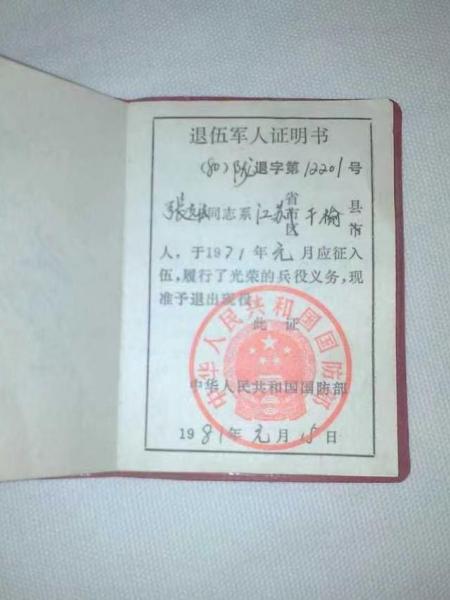 退伍军人证明书
(80)沈退字第12201号
張
同志系江苏省市区干榆县市
人，于1971年元月应征入
伍，履行了光荣的兵役义务，现
准予退出现役
此证
中华人民共和国国防部
中华人民共和国国防部
1981年元月15日